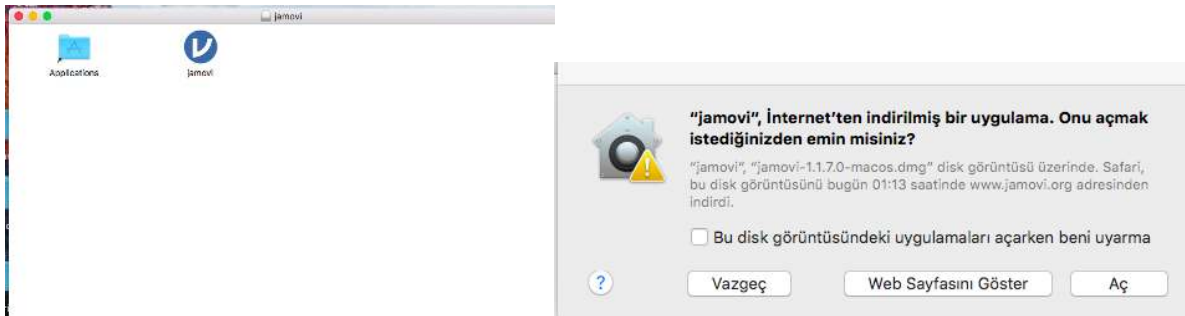 jamovi
Applications
jamovi
“jamovi”, İnternet’ten indirilmiş bir uygulama. Onu açmak
istediğinizden emin misiniz?
“jamovi”, “jamovi-1.1.7.0-macos.dmg” disk görüntüsü üzerinde. Safari,
bu disk görüntüsünü bugün 01:13 saatinde www.jamovi.org adresinden
indirdi.
Bu disk görüntüsündeki uygulamaları açarken beni uyarma
?
Vazgeç
Web Sayfasını Göster
Aç